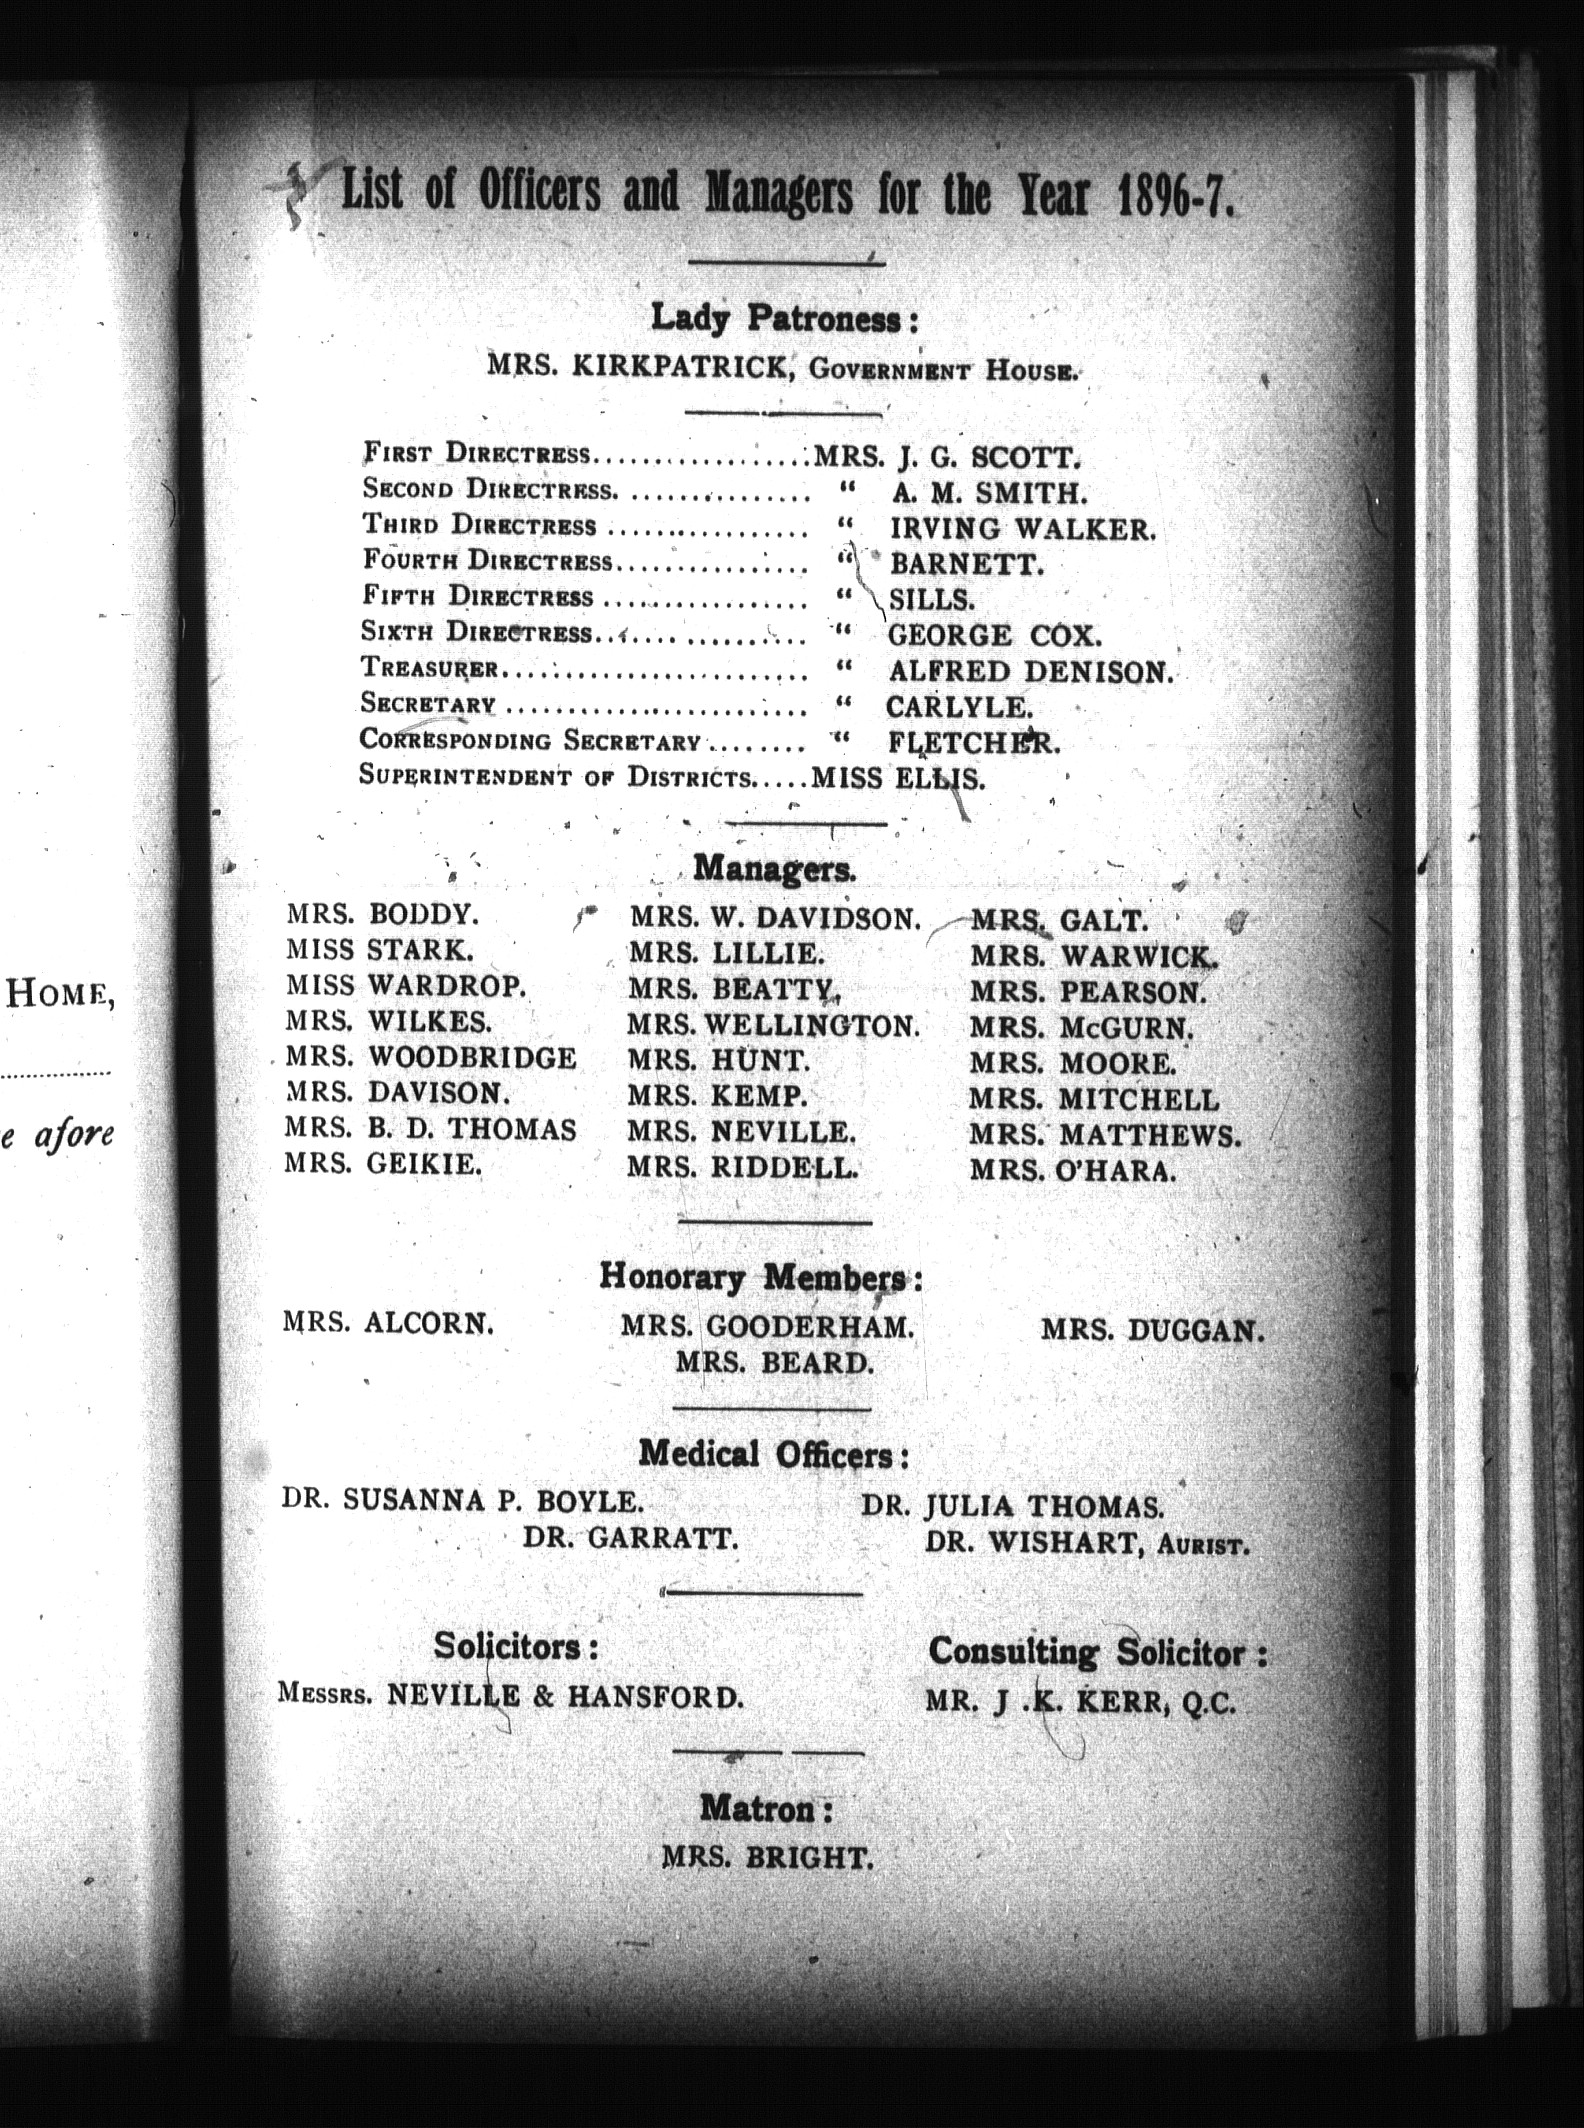 HOME,
e afore
List of Officers and Managers for the Year 1896-7.
Lady Patroness:
MRS. KIRKPATRICK, GOVERNMENT HOUSE.
FIRST DIRECTRESS..................MRS. J. G. SCOTT.
SECOND DIRECTRESS. ............... " A. M. SMITH.
THIRD DIRECTRESS ................. " IRVING WALKER.
FOURTH DIRECTRESS................ " BARNETT.
FIFTH DIRECTRESS ................. " SILLS.
SIXTH DIRECTRESS.................. " GEORGE COX.
TREASURER.......................... " ALFRED DENISON.
SECRETARY ......................... " CARLYLE.
CORRESPONDING SECRETARY ........ " FLETCHER.
SUPERINTENDENT OF DISTRICTS.....MISS ELLIS.
Managers.
MRS. BODDY. MRS. W. DAVIDSON. MRS. GALT.
MISS STARK. MRS. LILLIE. MRS. WARWICK.
MISS WARDROP. MRS. BEATTY. MRS. PEARSON.
MRS. WILKES. MRS. WELLINGTON. MRS. McGURN.
MRS. WOODBRIDGE MRS. HUNT. MRS. MOORE.
MRS. DAVISON. MRS. KEMP. MRS. MITCHELL
MRS. B. D. THOMAS MRS. NEVILLE. MRS. MATTHEWS.
MRS. GEIKIE. MRS. RIDDELL. MRS. O'HARA.
Honorary Members:
MRS. ALCORN. MRS. GOODERHAM. MRS. DUGGAN.
MRS. BEARD.
Medical Officers:
DR. SUSANNA P. BOYLE. DR. JULIA THOMAS.
DR. GARRATT. DR. WISHART, AURIST.
Solicitors: Consulting Solicitor:
MESSRS. NEVILLE & HANSFORD. MR. J .K. KERR, Q.C.
Matron:
MRS. BRIGHT.